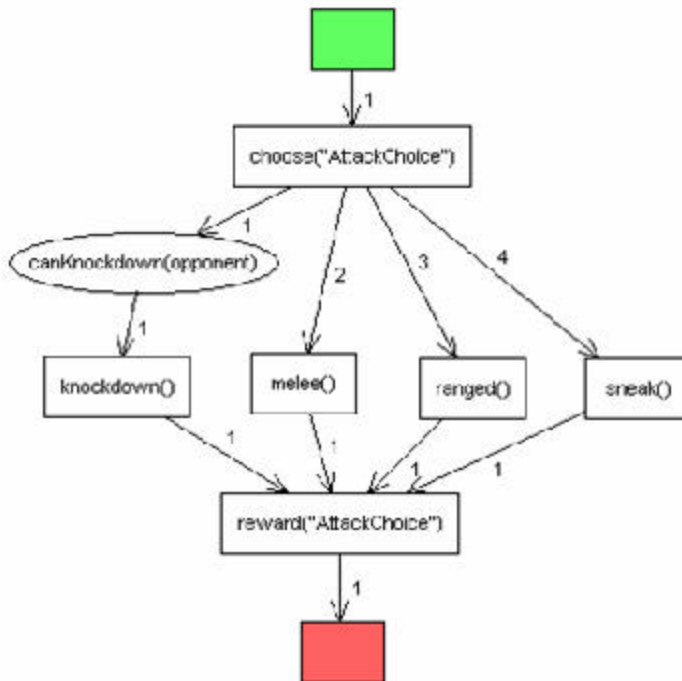 1
choose("AttackChoice")
1
2
3
4
canKnockdown(opponent)
1
knockdown()
melee()
ranged()
sneak()
1
1
1
1
reward("AttackChoice")
1